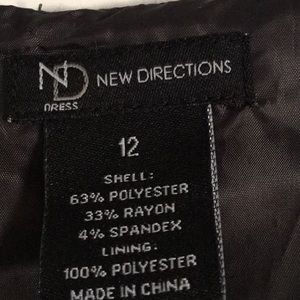 ND NEW DIRECTIONS
DRESS
12
SHELL:
63% POLYESTER
33% RAYON
4% SPANDEX
LINING:
100% POLYESTER
MADE IN CHINA